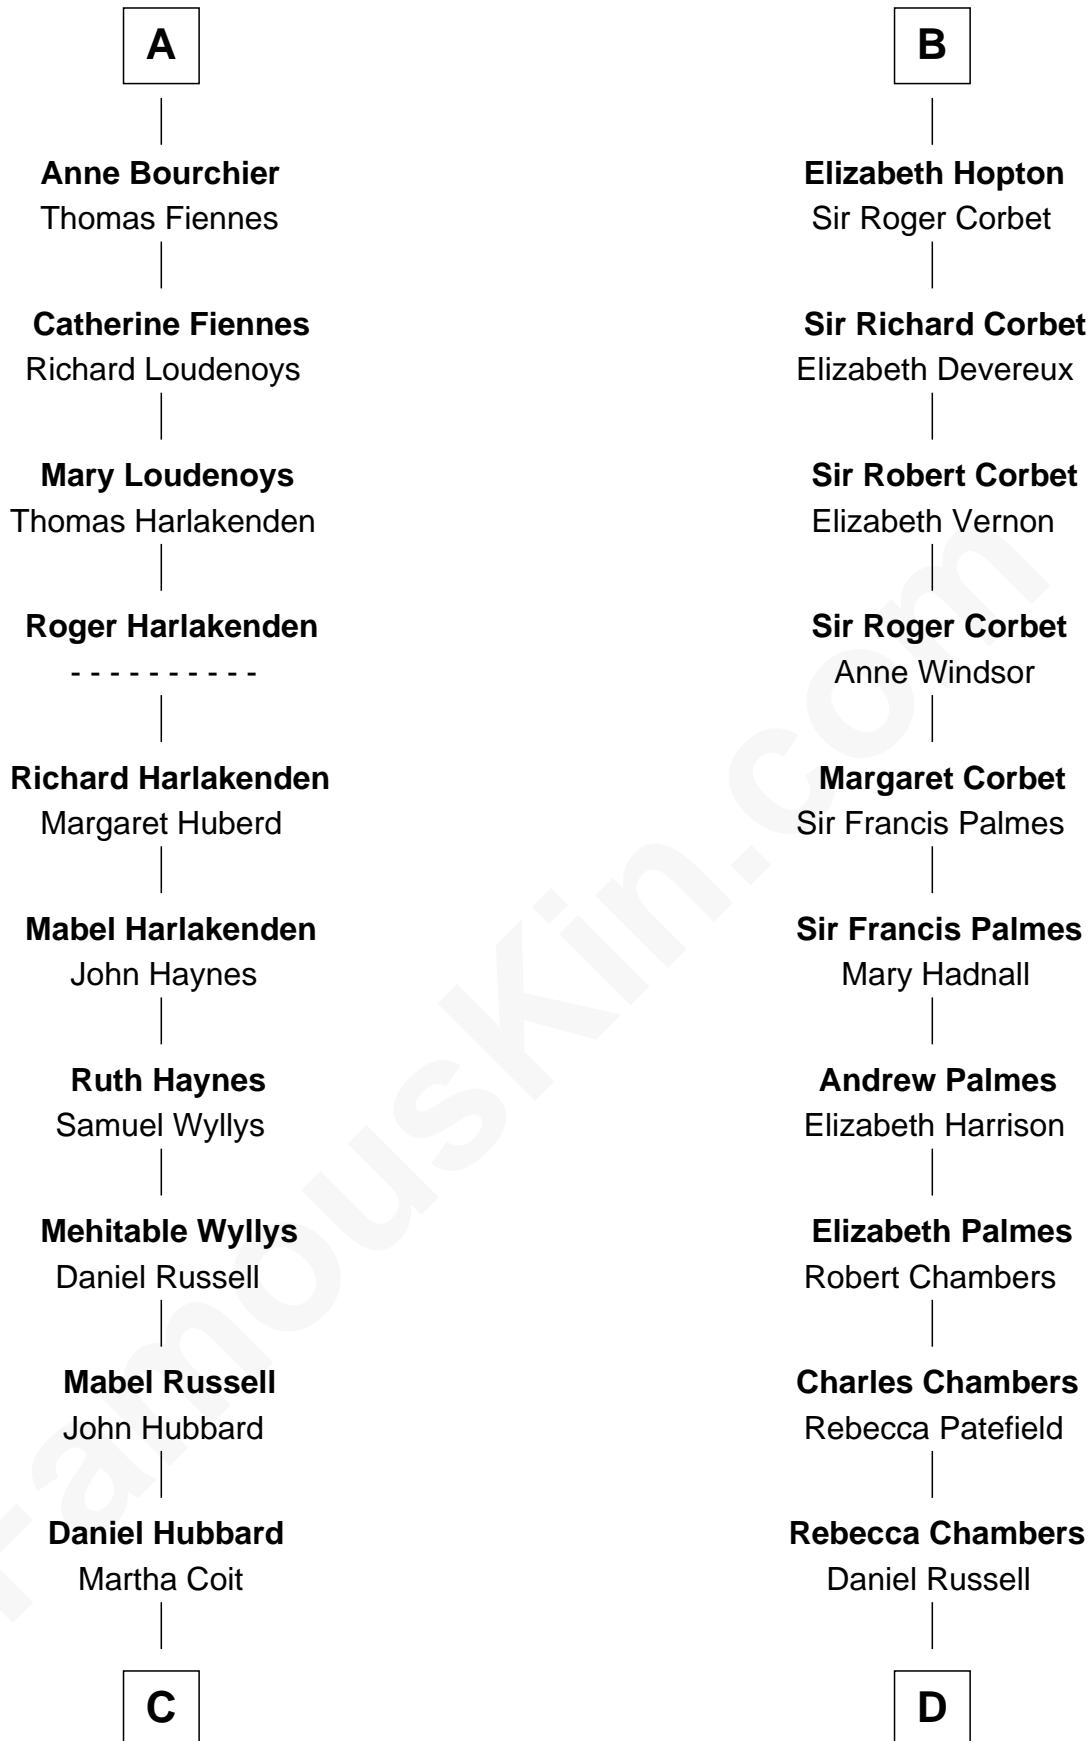 A
Anne Bourchier
Thomas Fiennes
Catherine Fiennes
Richard Loudenoys
Mary Loudenoys
Thomas Harlakenden
Roger Harlakenden
- - - - - - - - - -
Richard Harlakenden
Margaret Huberd
Mabel Harlakenden
John Haynes
Ruth Haynes
Samuel Wyllys
Mehitable Wyllys
Daniel Russell
Mabel Russell
John Hubbard
Daniel Hubbard
Martha Coit
C
B
Elizabeth Hopton
Sir Roger Corbet
Sir Richard Corbet
Elizabeth Devereux
Sir Robert Corbet
Elizabeth Vernon
Sir Roger Corbet
Anne Windsor
Margaret Corbet
Sir Francis Palmes
Sir Francis Palmes
Mary Hadnall
Andrew Palmes
Elizabeth Harrison
Elizabeth Palmes
Robert Chambers
Charles Chambers
Rebecca Patefield
Rebecca Chambers
Daniel Russell
D
FamousKin.com